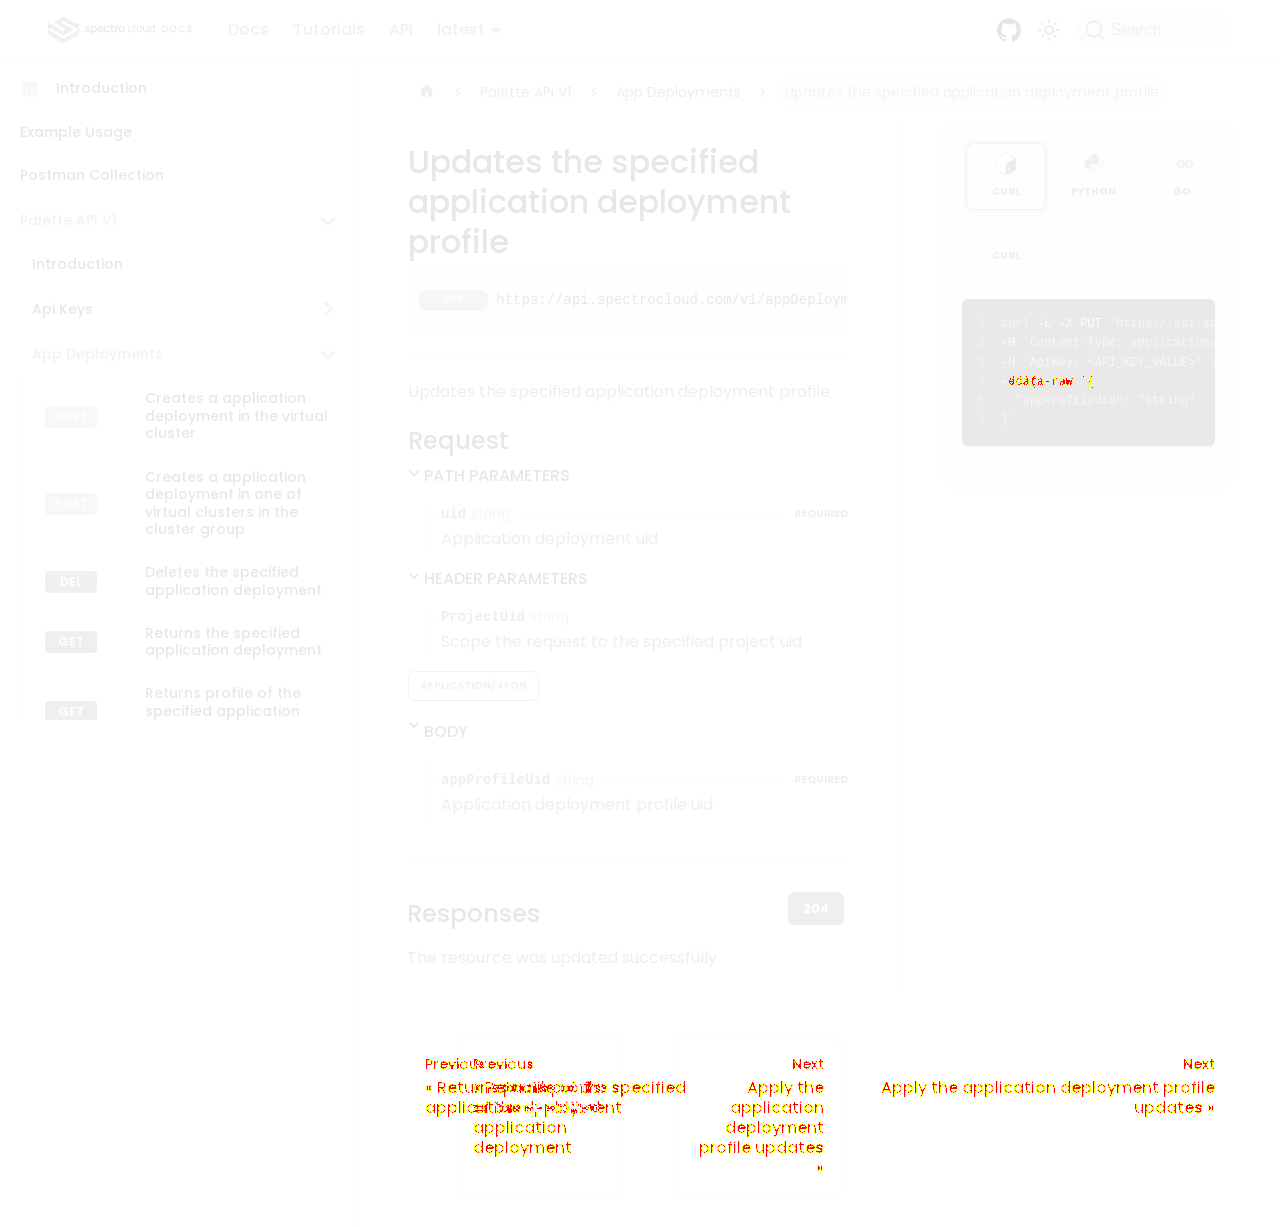 spectro cloud DOCS Docs Tutorials API latest Search
Introduction
Example Usage
Postman Collection
Palette API V1
Introduction
Api Keys
App Deployments
POST Creates a application
deployment in the virtual
cluster
POST Creates a application
deployment in one of
virtual clusters in the
cluster group
DEL Deletes the specified
application deployment
GET Returns the specified
application deployment
GET Returns profile of the
specified application
Palette API V1 App Deployments Updates the specified application deployment profile
Updates the specified
application deployment
profile
PUT https://api.spectrocloud.com/v1/appDeploym
Updates the specified application deployment profile
Request
PATH PARAMETERS
uid string REQUIRED
Application deployment uid
HEADER PARAMETERS
ProjectUid string
Scope the request to the specified project uid
APPLICATION/JSON
BODY
appProfileUid string REQUIRED
Application deployment profile uid
Responses 204
The resource was updated successfully
CURL PYTHON GO
CURL
1 curl -L -X PUT 'https://api.sp
2 -H 'Content-Type: application/
3 -H 'ApiKey: <API_KEY_VALUE>' \
4
5 "appProfileUid": "string"
6 }'
Previous
Previous
application
deployment
Next
Apply the
application
deployment
profile updates
»
Next
Apply the application deployment profile
updates »